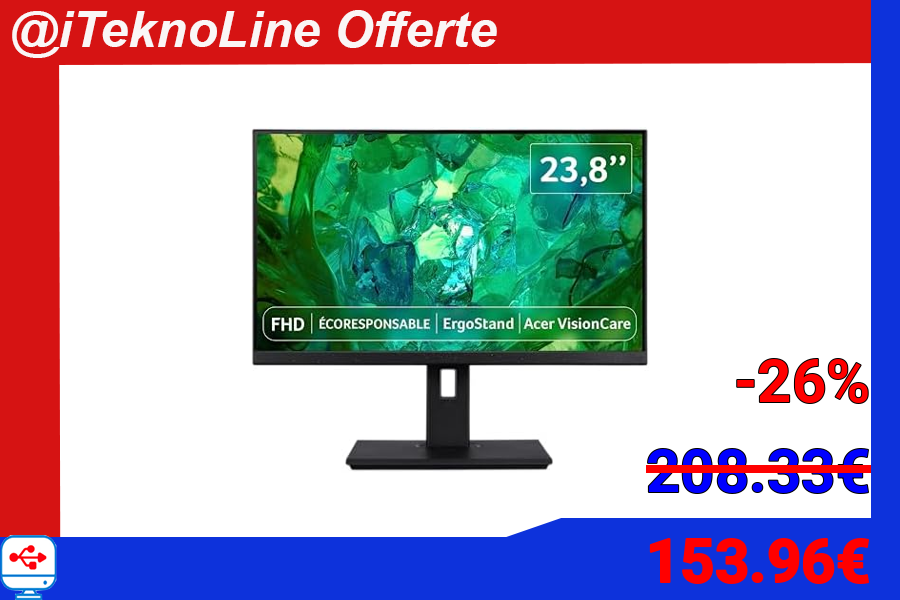 @iTeknoLine Offerte
23,8’’
FHD | ÉCORESPONSABLE | ErgoStand | Acer VisionCare
-26%
208.33€
153.96€